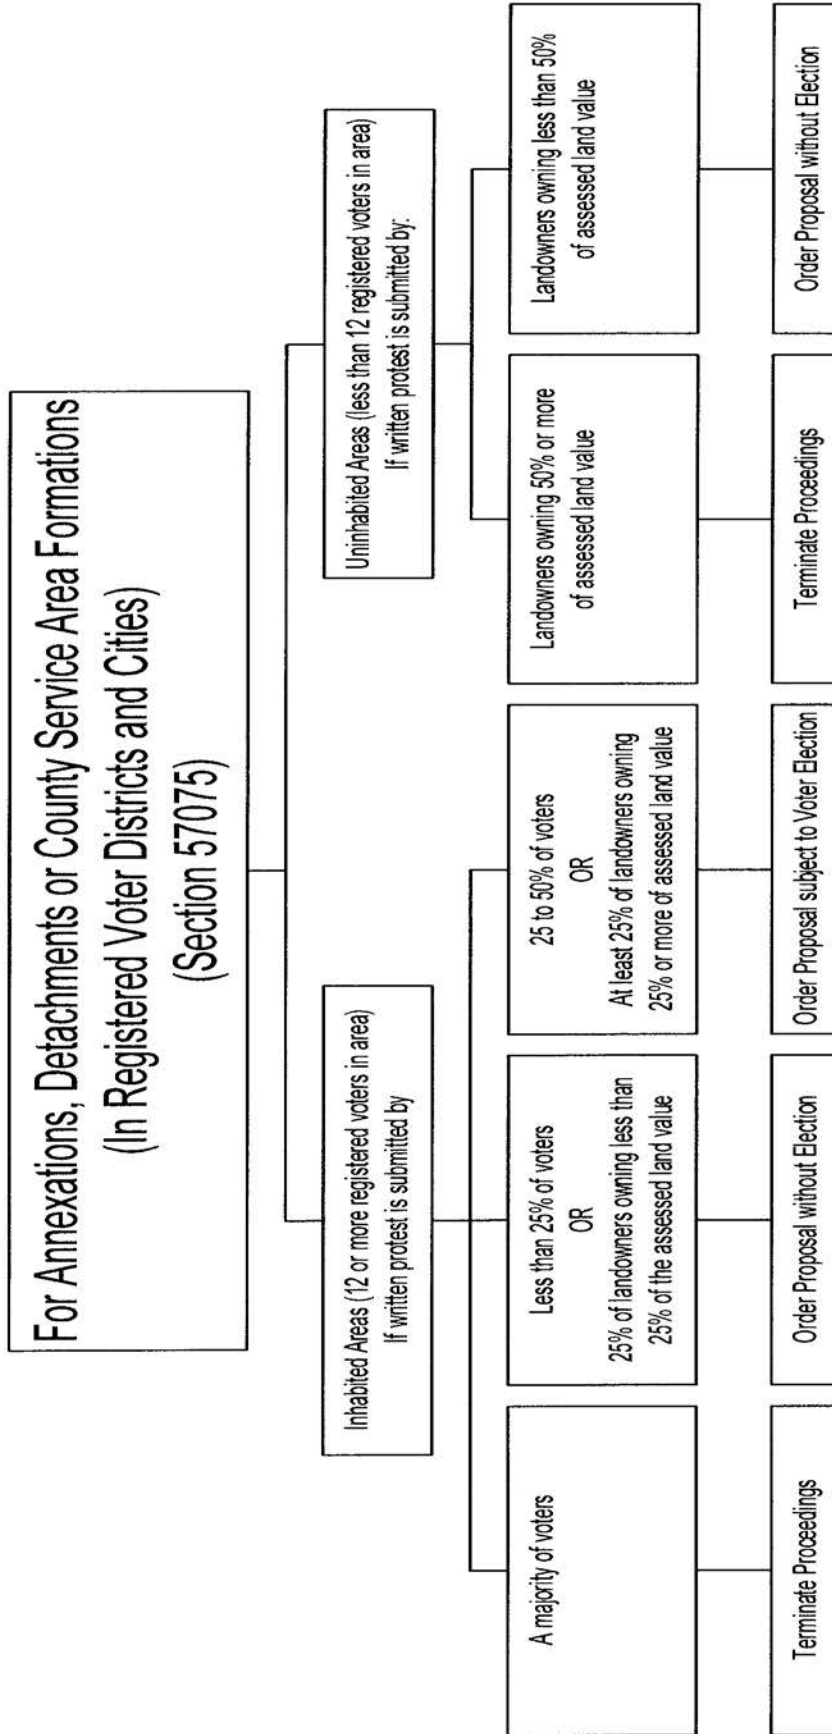 For Annexations, Detachments or County Service Area Formations
(In Registered Voter Districts and Cities)
(Section 57075)
Inhabited Areas (12 or more registered voters in area)
If written protest is submitted by
Uninhabited Areas (less than 12 registered voters in area)
If written protest is submitted by:
A majority of voters
Less than 25% of voters
OR
25% of landowners owning less than
25% of the assessed land value
25 to 50% of voters
OR
At least 25% of landowners owning
25% or more of assessed land value
Landowners owning 50% or more
of assessed land value
Landowners owning less than 50%
of assessed land value
Terminate Proceedings
Order Proposal without Election
Order Proposal subject to Voter Election
Terminate Proceedings
Order Proposal without Election